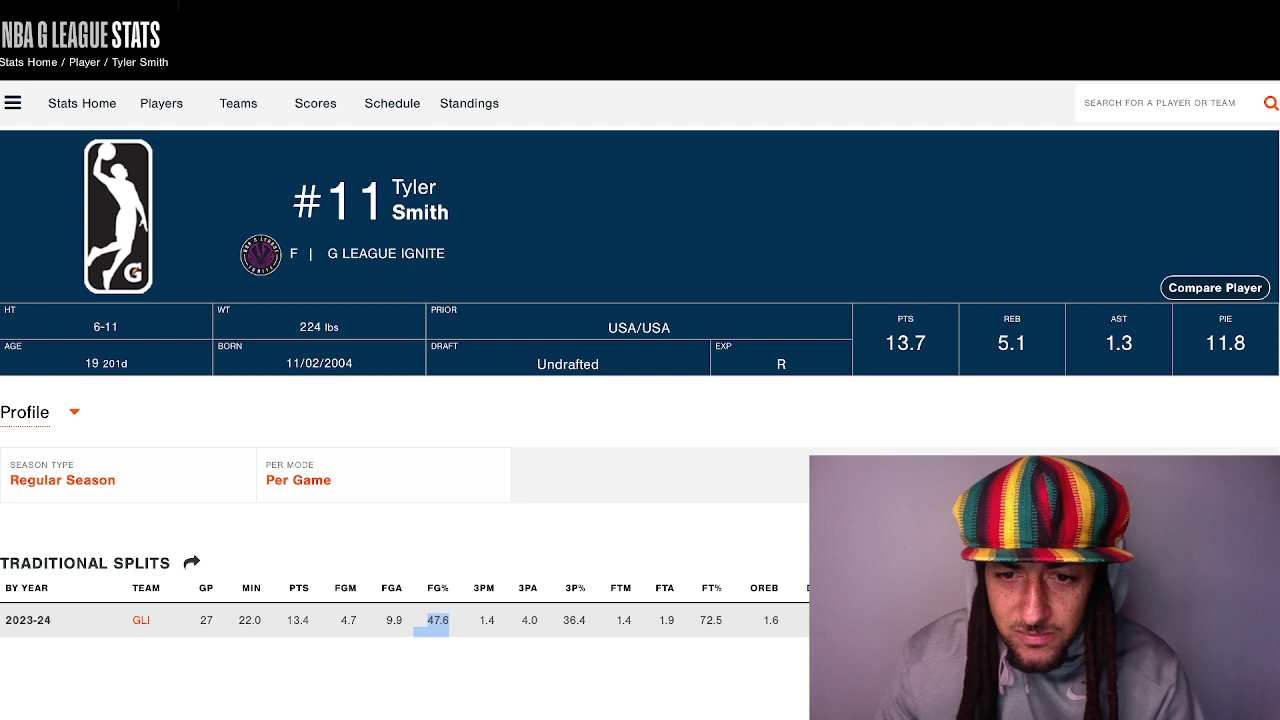 NBA G LEAGUE STATS
Stats Home / Player / Tyler Smith
Stats Home Players Teams Scores Schedule Standings
SEARCH FOR A PLAYER OR TEAM
#11 Tyler
Smith
F | G LEAGUE IGNITE
NBA G LEAGUE
IGNITE
G
Compare Player
HT
6-11
WT
224 lbs
PRIOR
USA/USA
AGE
19 201d
BORN
11/02/2004
DRAFT
Undrafted
EXP
R
PTS
13.7
REB
5.1
AST
1.3
PIE
11.8
Profile
SEASON TYPE
Regular Season
PER MODE
Per Game
TRADITIONAL SPLITS
BY YEAR TEAM GP MIN PTS FGM FGA FG% 3PM 3PA 3P% FTM FTA FT% OREB
2023-24 GLI 27 22.0 13.4 4.7 9.9 47.6 1.4 4.0 36.4 1.4 1.9 72.5 1.6